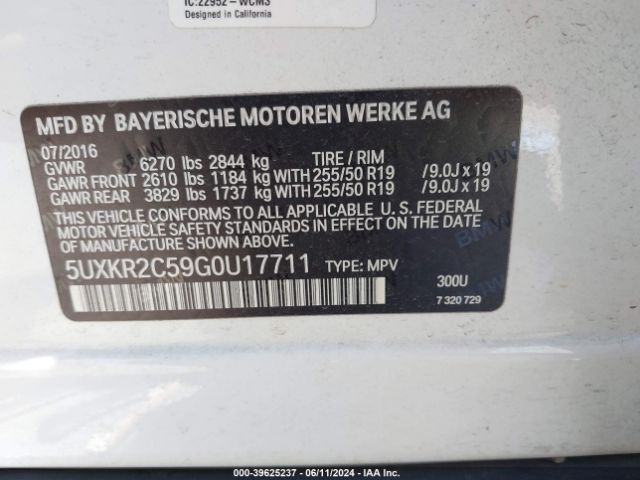 IC:22952-WCM3
Designed in California
MFD BY BAYERISCHE MOTOREN WERKE AG
07/2016
GVWR 6270 lbs 2844 kg TIRE / RIM
GAWR FRONT 2610 lbs 1184 kg WITH 255/50 R19 /9.0J x 19
GAWR REAR 3829 lbs 1737 kg WITH 255/50 R19 /9.0J x 19
THIS VEHICLE CONFORMS TO ALL APPLICABLE U. S. FEDERAL
MOTOR VEHICLE SAFETY STANDARDS IN EFFECT ON THE DATE
OF MANUFACTURE SHOWN ABOVE.
5UXKR2C59G0U17711 TYPE: MPV
300U
7 320 729
000-39625237 - 06/11/2024 - IAA Inc.